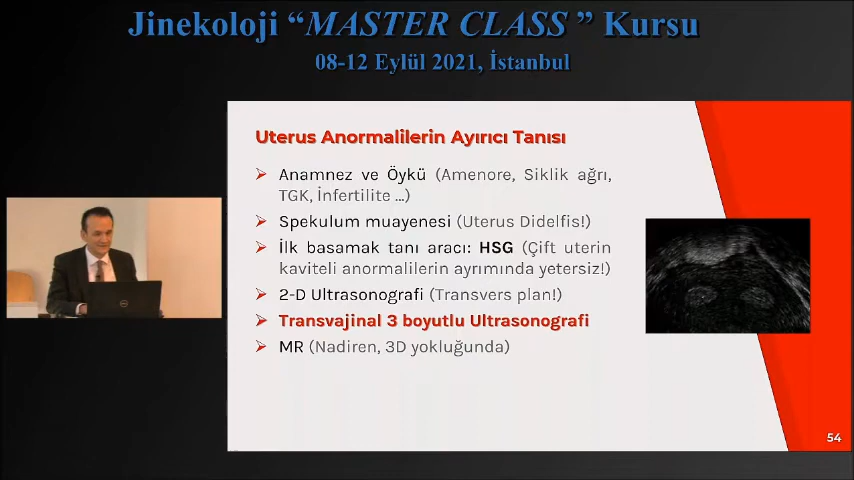 Jinekoloji “MASTER CLASS ” Kursu
08-12 Eylül 2021, İstanbul
Uterus Anormalilerin Ayırıcı Tanısı
➢ Anamnez ve Öykü (Amenore, Siklik ağrı,
TGK, İnfertilite ...)
➢ Spekulum muayenesi (Uterus Didelfis!)
➢ İlk basamak tanı aracı: HSG (Çift uterin
kaviteli anormalilerin ayrımında yetersiz!)
➢ 2-D Ultrasonografi (Transvers plan!)
➢ Transvajinal 3 boyutlu Ultrasonografi
➢ MR (Nadiren, 3D yokluğunda)
54